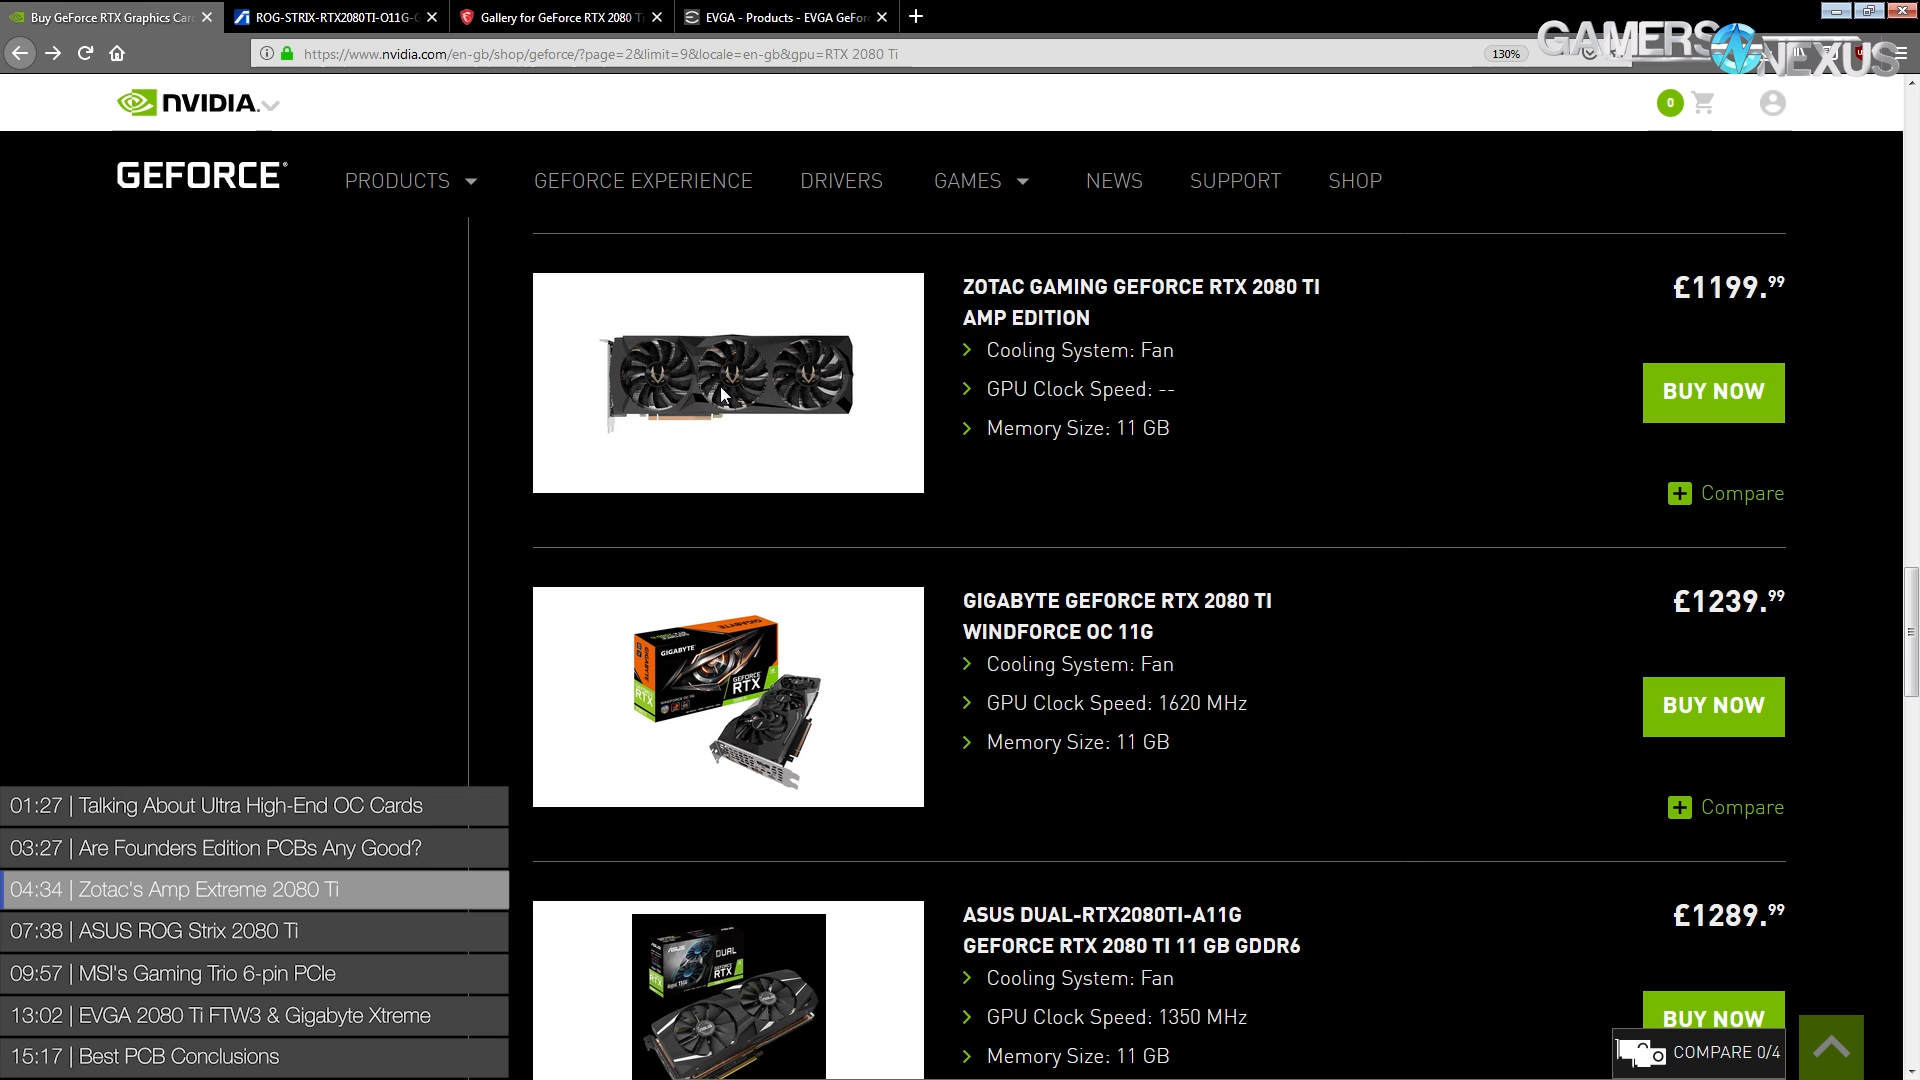 Buy GeForce RTX Graphics Card
ROG-STRIX-RTX2080TI-O11G-G
Gallery for GeForce RTX 2080 T
EVGA - Products - EVGA GeFor
https://www.nvidia.com/en-gb/shop/geforce/?page=2&limit=9&locale=en-gb&gpu=RTX 2080 Ti
130%
GAMERS NEXUS
NVIDIA.
0
GEFORCE
PRODUCTS
GEFORCE EXPERIENCE
DRIVERS
GAMES
NEWS
SUPPORT
SHOP
ZOTAC GAMING GEFORCE RTX 2080 TI
AMP EDITION
Cooling System: Fan
GPU Clock Speed: --
Memory Size: 11 GB
£1199.99
BUY NOW
Compare
GIGABYTE
GIGABYTE
GEFORCE
RTX
RTX
GIGABYTE GEFORCE RTX 2080 TI
WINDFORCE OC 11G
Cooling System: Fan
GPU Clock Speed: 1620 MHz
Memory Size: 11 GB
£1239.99
BUY NOW
Compare
ASUS
DUAL
GEFORCE
RTX
RTX
ASUS DUAL-RTX2080TI-A11G
GEFORCE RTX 2080 TI 11 GB GDDR6
Cooling System: Fan
GPU Clock Speed: 1350 MHz
Memory Size: 11 GB
£1289.99
BUY NOW
COMPARE 0/4
01:27 | Talking About Ultra High-End OC Cards
03:27 | Are Founders Edition PCBs Any Good?
04:34 | Zotac's Amp Extreme 2080 Ti
07:38 | ASUS ROG Strix 2080 Ti
09:57 | MSI's Gaming Trio 6-pin PCIe
13:02 | EVGA 2080 Ti FTW3 & Gigabyte Xtreme
15:17 | Best PCB Conclusions